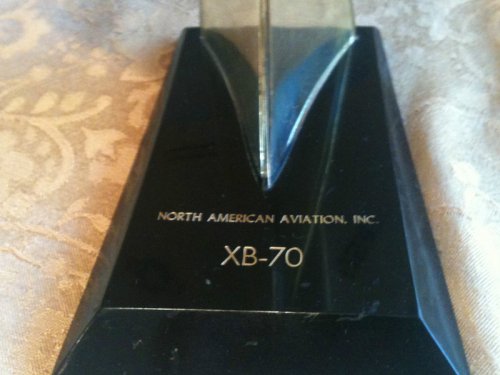 NORTH AMERICAN AVIATION, INC.
XB-70